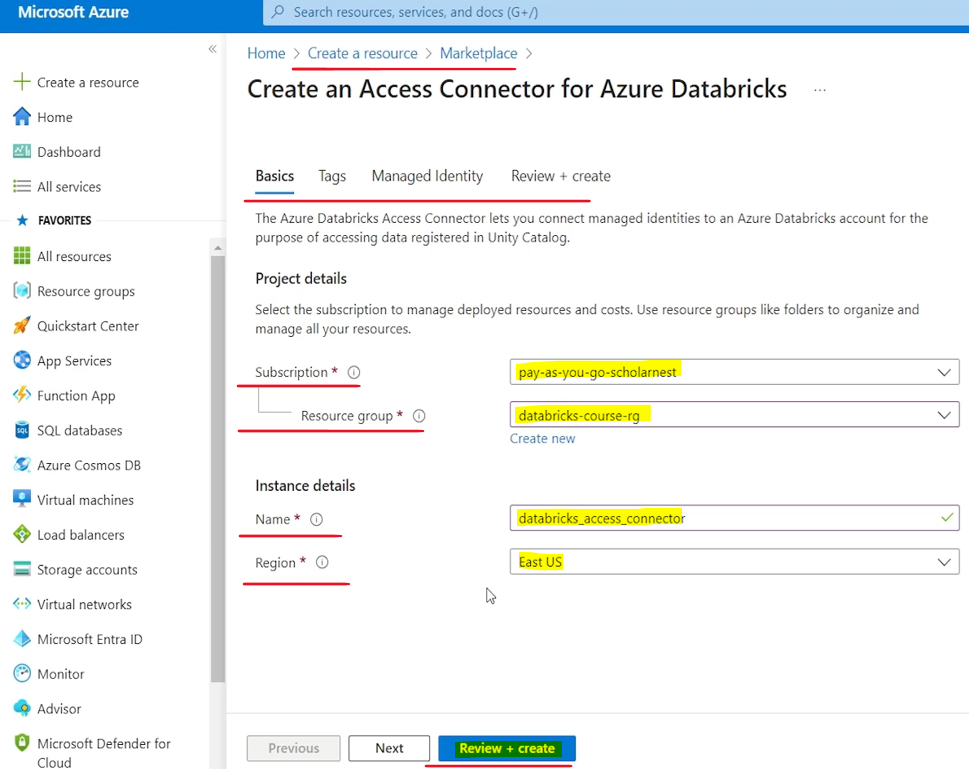 Microsoft Azure
Search resources, services, and docs (G+/)
«
Create a resource
Home
Dashboard
All services
FAVORITES
All resources
Resource groups
Quickstart Center
App Services
Function App
SQL databases
Azure Cosmos DB
Virtual machines
Load balancers
Storage accounts
Virtual networks
Microsoft Entra ID
Monitor
Advisor
Microsoft Defender for
Cloud
Home > Create a resource > Marketplace >
Create an Access Connector for Azure Databricks ...
Basics Tags Managed Identity Review + create
The Azure Databricks Access Connector lets you connect managed identities to an Azure Databricks account for the
purpose of accessing data registered in Unity Catalog.
Project details
Select the subscription to manage deployed resources and costs. Use resource groups like folders to organize and
manage all your resources.
Subscription * pay-as-you-go-scholarnest
Resource group * databricks-course-rg
Create new
Instance details
Name * databricks_access_connector
Region * East US
Previous Next Review + create